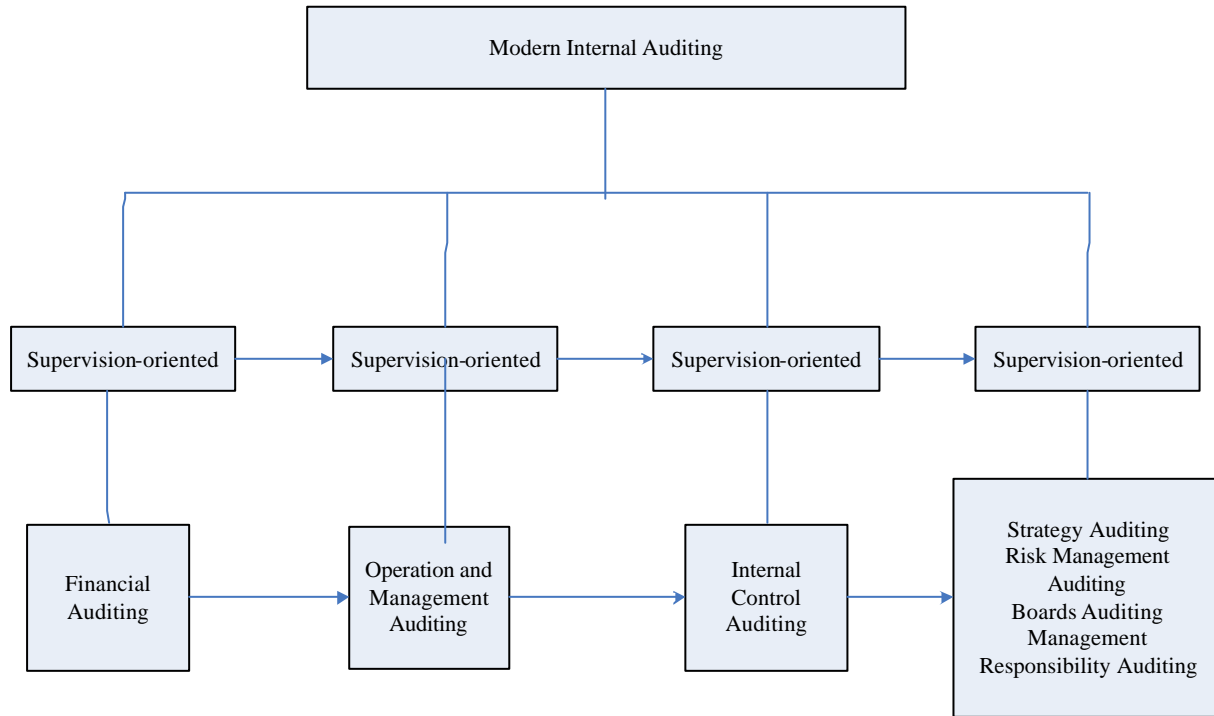 Modern Internal Auditing
Supervision-oriented
Supervision-oriented
Supervision-oriented
Supervision-oriented
Financial
Auditing
Operation and
Management
Auditing
Internal
Control
Auditing
Strategy Auditing
Risk Management
Auditing
Boards Auditing
Management
Responsibility Auditing